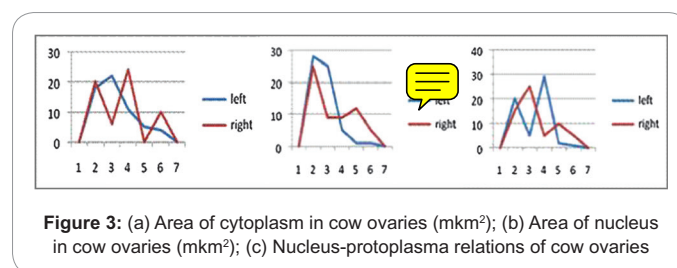 30
20
10
0
1 2 3 4 5 6 7
left
right
30
20
10
0
1 2 3 4 5 6 7
right
40
30
20
10
0
1 2 3 4 5 6 7
left
right
Figure 3: (a) Area of cytoplasm in cow ovaries (mkm²); (b) Area of nucleus
in cow ovaries (mkm²); (c) Nucleus-protoplasma relations of cow ovaries